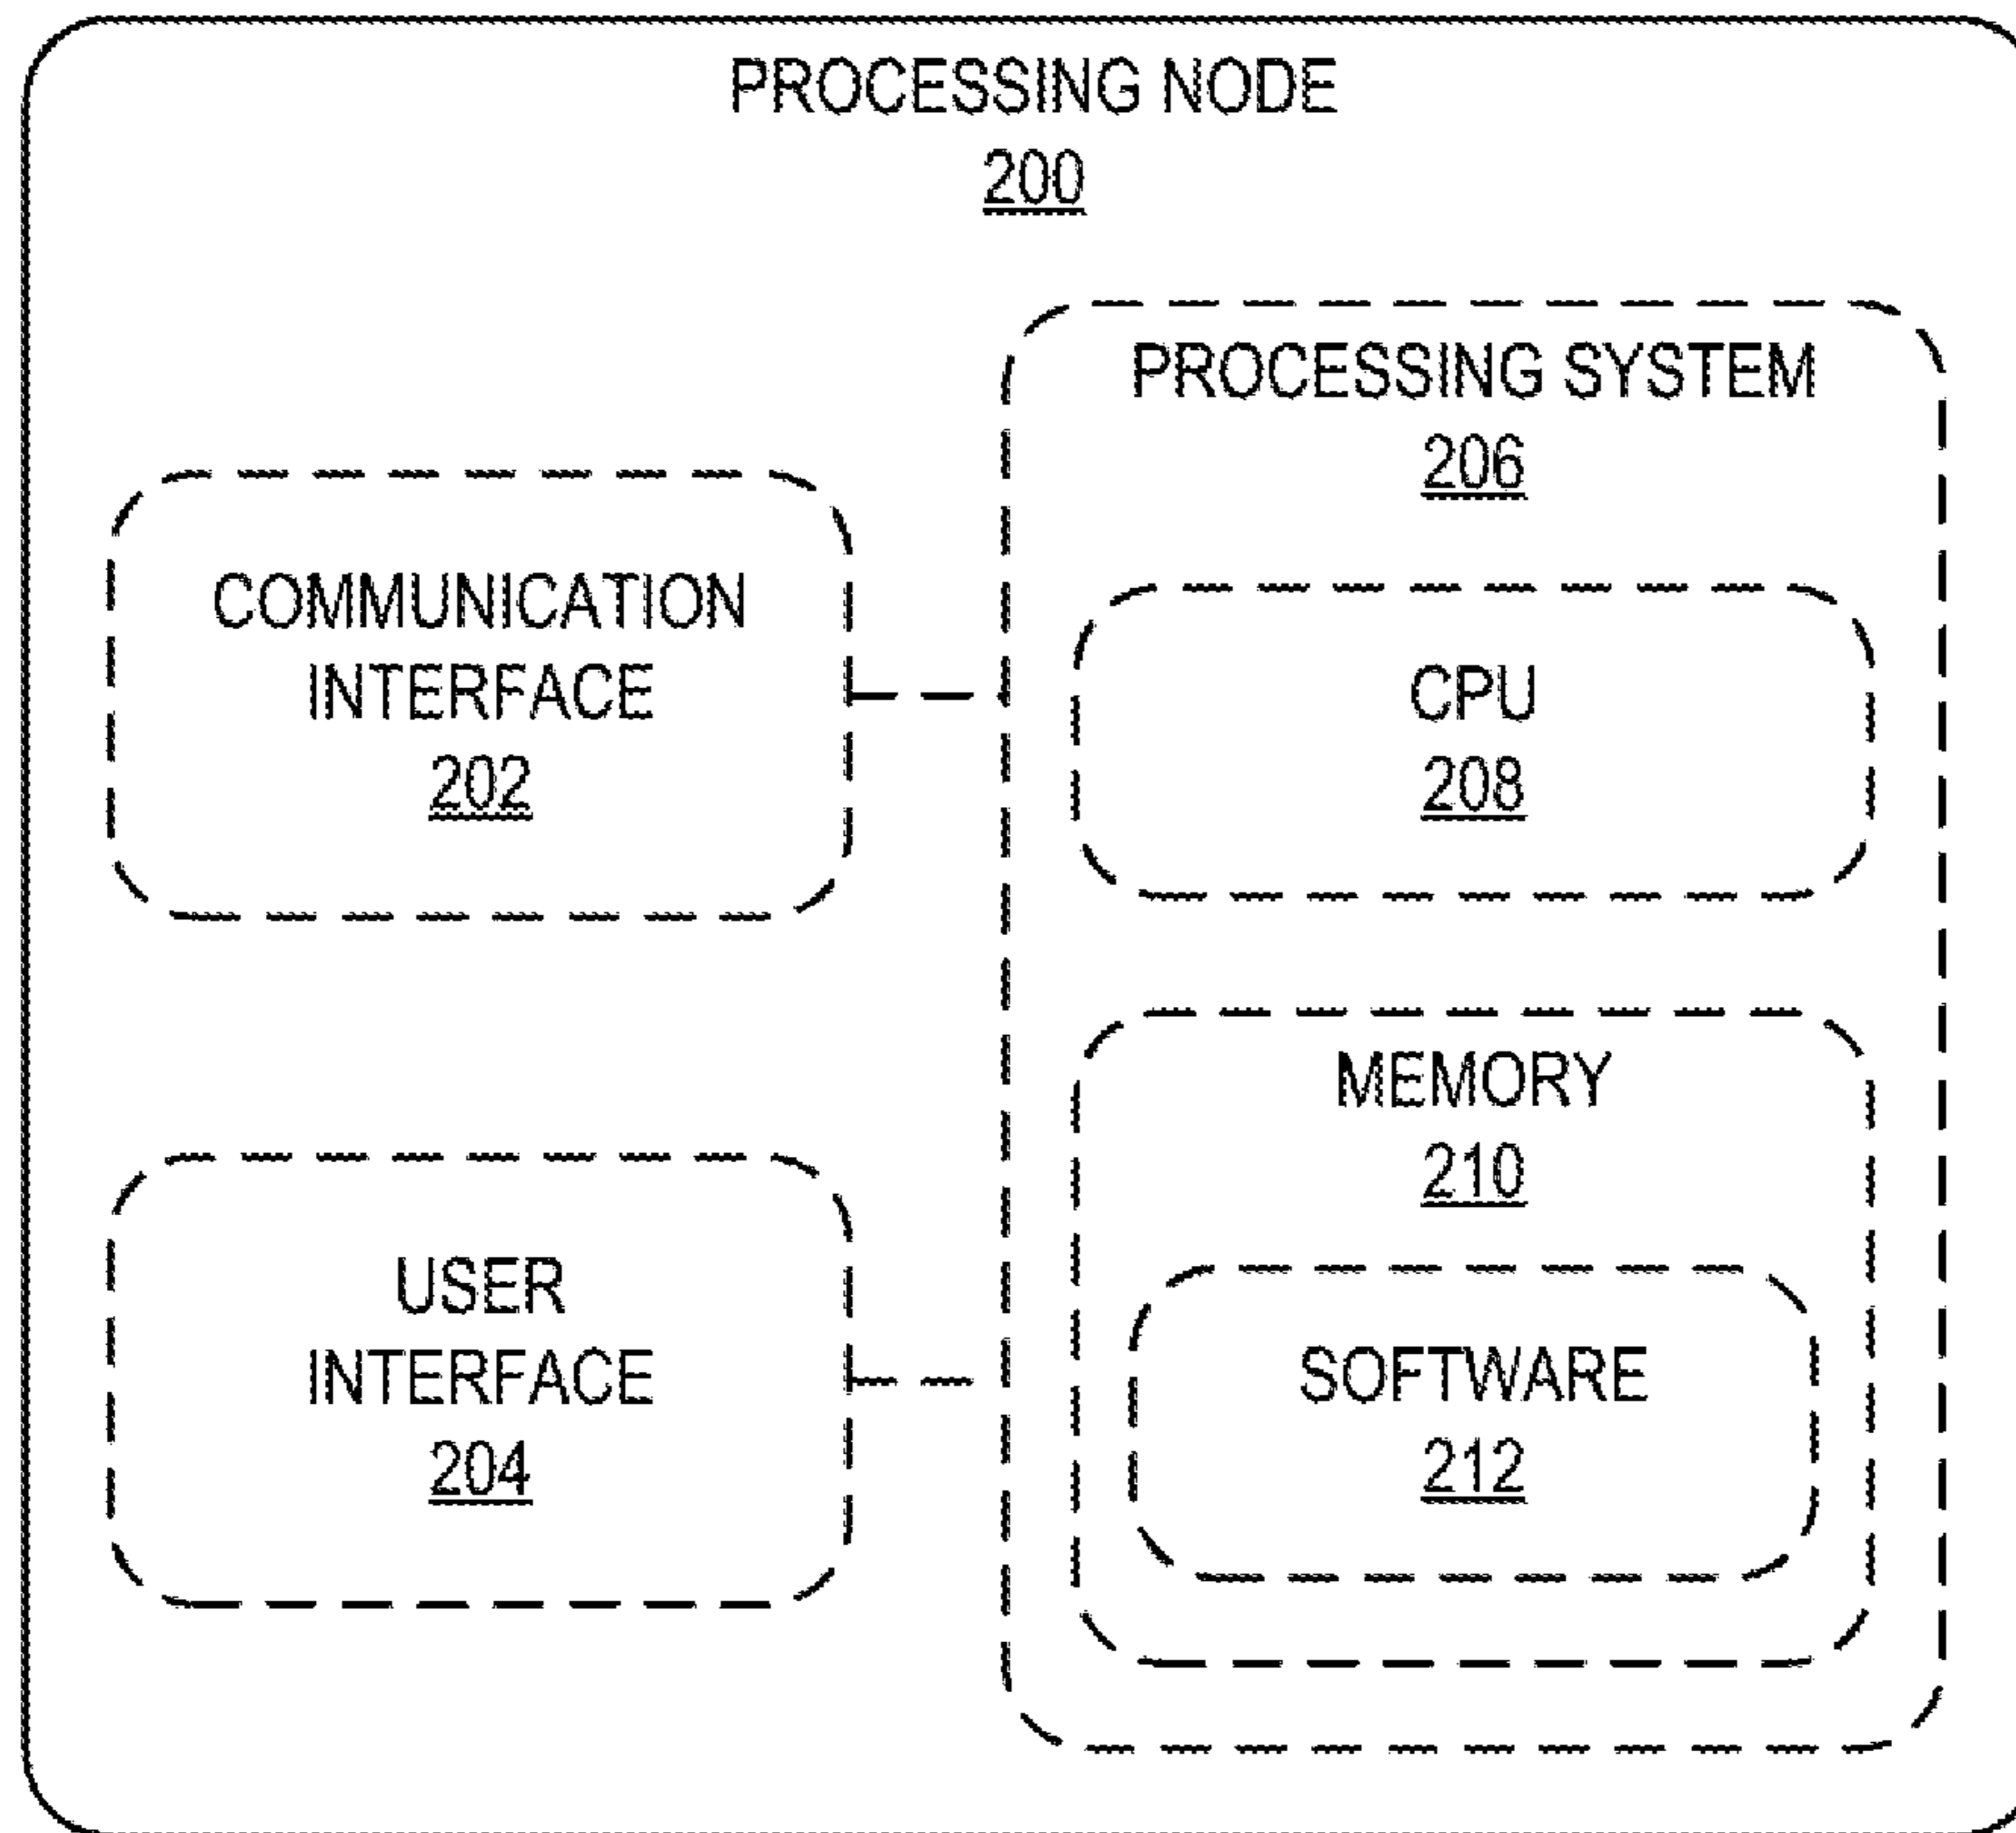 PROCESSING NODE
200
PROCESSING SYSTEM
206
COMMUNICATION
INTERFACE
202
CPU
208
MEMORY
210
USER
INTERFACE
204
SOFTWARE
212